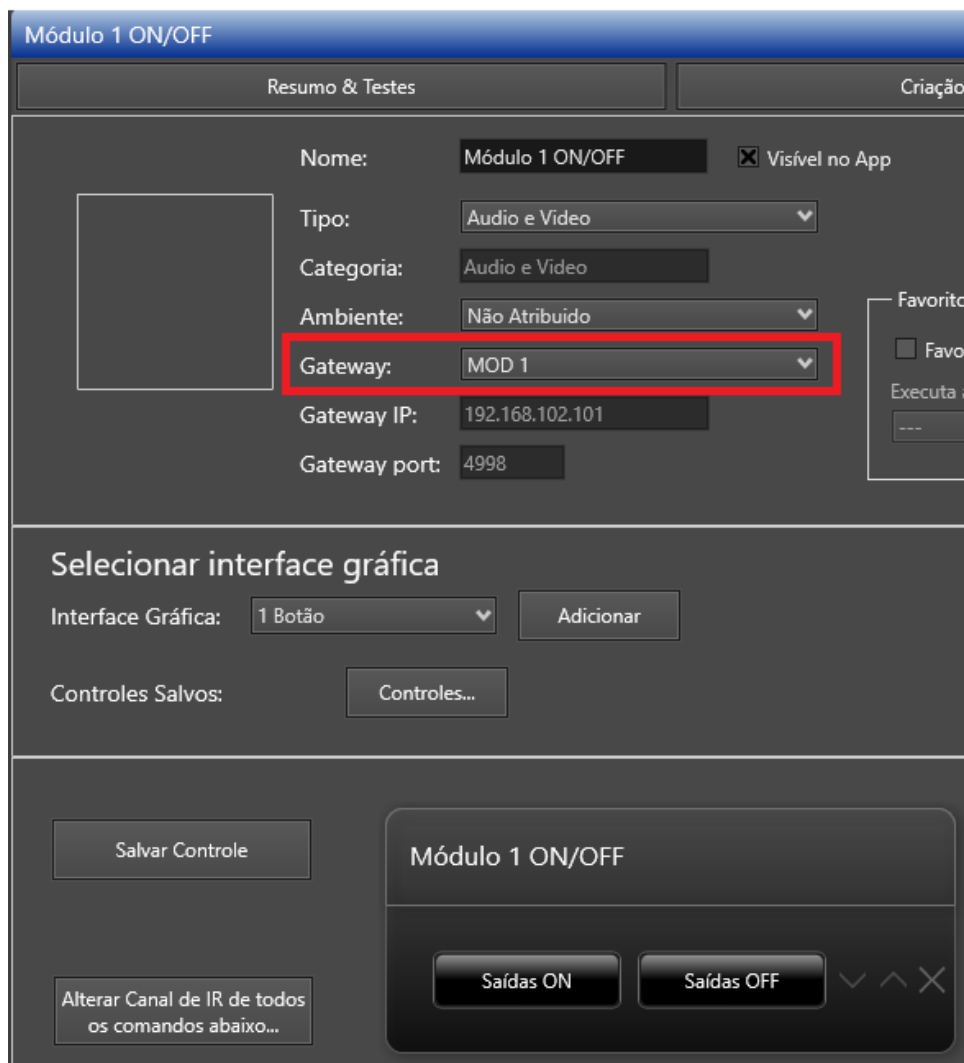 Módulo 1 ON/OFF
Resumo & Testes
Criação
Nome:
Módulo 1 ON/OFF
Visível no App
Tipo:
Audio e Video
Categoria:
Audio e Video
Ambiente:
Não Atribuido
Gateway:
MOD 1
Gateway IP:
192.168.102.101
Gateway port:
4998
Favorito
Favo
Executa a
---
Selecionar interface gráfica
Interface Gráfica:
1 Botão
Adicionar
Controles Salvos:
Controles...
Salvar Controle
Alterar Canal de IR de todos
os comandos abaixo...
Módulo 1 ON/OFF
Saídas ON
Saídas OFF